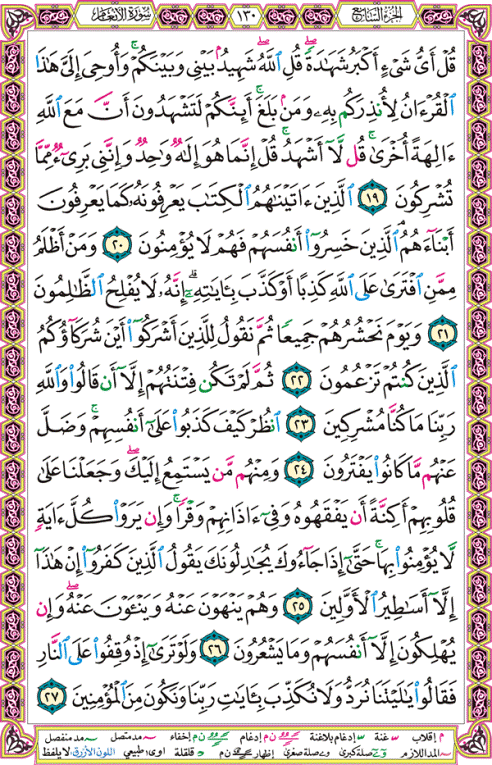 الجزء السابع ١٣٠ سورة الأنعام
قُلْ أَىُّ شَىْءٍ أَكْبَرُ شَهَٰدَةً ۖ قُلِ ٱللَّهُ ۖ شَهِيدٌۢ بَيْنِى وَبَيْنَكُمْ ۚ وَأُوحِىَ إِلَىَّ هَٰذَا
ٱلْقُرْءَانُ لِأُنذِرَكُم بِهِۦ وَمَنۢ بَلَغَ ۚ أَئِنَّكُمْ لَتَشْهَدُونَ أَنَّ مَعَ ٱللَّهِ
ءَالِهَةً أُخْرَىٰ ۚ قُل لَّآ أَشْهَدُ ۚ قُلْ إِنَّمَا هُوَ إِلَٰهٌ وَٰحِدٌ وَإِنَّنِى بَرِىٓءٌ مِّمَّا
تُشْرِكُونَ ١٩ ٱلَّذِينَ ءَاتَيْنَٰهُمُ ٱلْكِتَٰبَ يَعْرِفُونَهُۥ كَمَا يَعْرِفُونَ
أَبْنَآءَهُمُ ٱلَّذِينَ خَسِرُوٓا۟ أَنفُسَهُمْ فَهُمْ لَا يُؤْمِنُونَ ٢٠ وَمَنْ أَظْلَمُ
مِمَّنِ ٱفْتَرَىٰ عَلَى ٱللَّهِ كَذِبًا أَوْ كَذَّبَ بِـَٔايَٰتِهِۦٓ ۗ إِنَّهُۥ لَا يُفْلِحُ ٱلظَّٰلِمُونَ
٢١ وَيَوْمَ نَحْشُرُهُمْ جَمِيعًا ثُمَّ نَقُولُ لِلَّذِينَ أَشْرَكُوٓا۟ أَيْنَ شُرَكَآؤُكُمُ
ٱلَّذِينَ كُنتُمْ تَزْعُمُونَ ٢٢ ثُمَّ لَمْ تَكُن فِتْنَتُهُمْ إِلَّآ أَن قَالُوا۟ وَٱللَّهِ
رَبِّنَا مَا كُنَّا مُشْرِكِينَ ٢٣ ٱنظُرْ كَيْفَ كَذَبُوا۟ عَلَىٰٓ أَنفُسِهِمْ ۚ وَضَلَّ
عَنْهُم مَّا كَانُوا۟ يَفْتَرُونَ ٢٤ وَمِنْهُم مَّن يَسْتَمِعُ إِلَيْكَ ۖ وَجَعَلْنَا عَلَىٰ
قُلُوبِهِمْ أَكِنَّةً أَن يَفْقَهُوهُ وَفِىٓ ءَاذَانِهِمْ وَقْرًا ۚ وَإِن يَرَوْا۟ كُلَّ ءَايَةٍ
لَّا يُؤْمِنُوا۟ بِهَا ۚ حَتَّىٰٓ إِذَا جَآءُوكَ يُجَٰدِلُونَكَ يَقُولُ ٱلَّذِينَ كَفَرُوٓا۟ إِنْ هَٰذَآ
إِلَّآ أَسَٰطِيرُ ٱلْأَوَّلِينَ ٢٥ وَهُمْ يَنْهَوْنَ عَنْهُ وَيَنْـَٔوْنَ عَنْهُ ۖ وَإِن
يُهْلِكُونَ إِلَّآ أَنفُسَهُمْ وَمَا يَشْعُرُونَ ٢٦ وَلَوْ تَرَىٰٓ إِذْ وُقِفُوا۟ عَلَى ٱلنَّارِ
فَقَالُوا۟ يَٰلَيْتَنَا نُرَدُّ وَلَا نُكَذِّبَ بِـَٔايَٰتِ رَبِّنَا وَنَكُونَ مِنَ ٱلْمُؤْمِنِينَ ٢٧
م إقلاب غنة إدغام بلاغنة ن م إدغام ن م إخفاء مد متصل مد منفصل
المد اللازم صلة كبرى صلة صغرى إظهار ن م قلقلة اوى؛ طبيعي اللون الأزرق: لا يلفظ